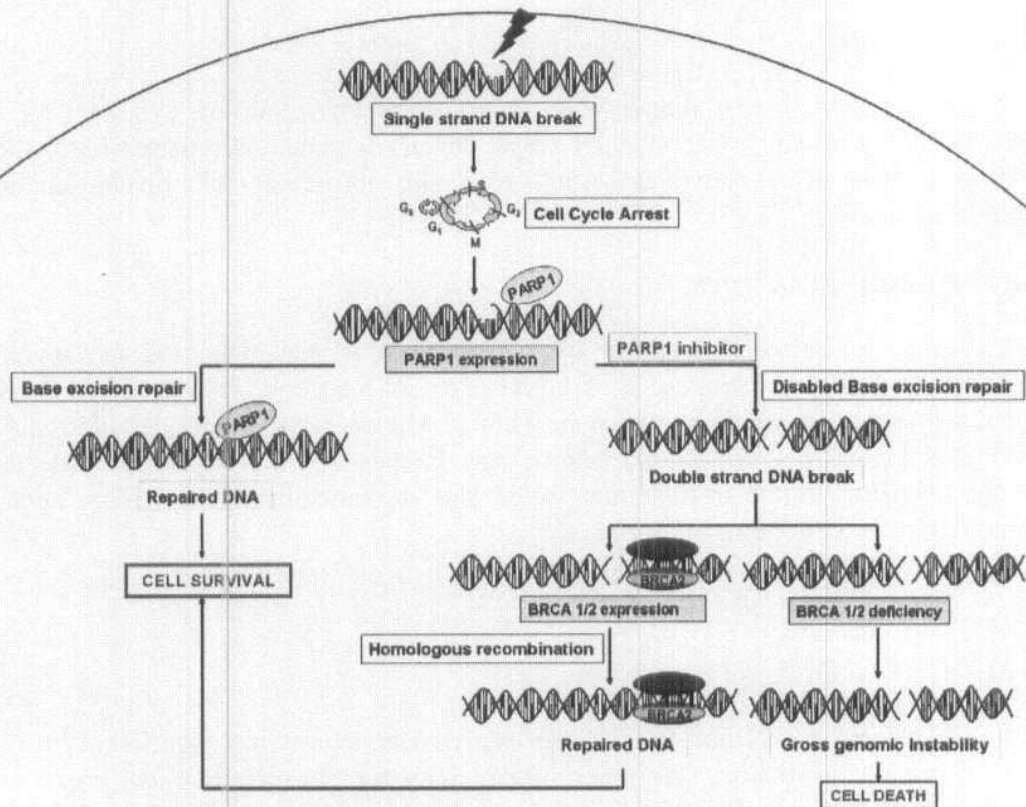 Single strand DNA break
S
G0
G2
Cell Cycle Arrest
G1
M
PARP1
PARP1 expression
PARP1 inhibitor
Base excision repair
Disabled Base excision repair
PARP1
Repaired DNA
Double strand DNA break
CELL SURVIVAL
BRCA2
BRCA 1/2 expression
BRCA 1/2 deficiency
Homologous recombination
BRCA2
Repaired DNA
Gross genomic instability
CELL DEATH